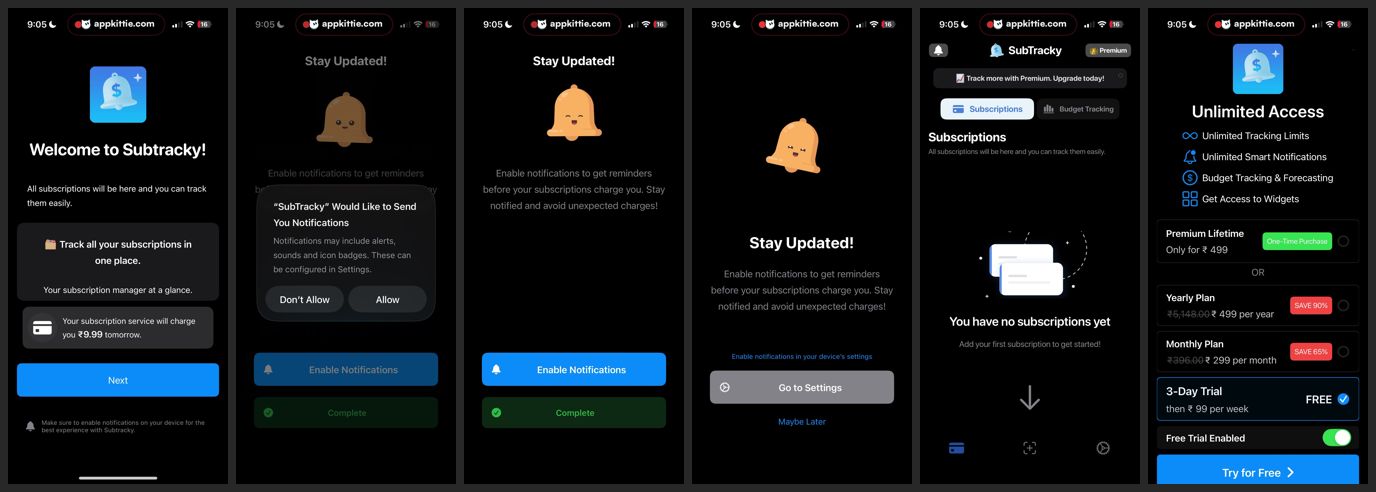 9:05
appkittie.com
16
$
Welcome to Subtracky!
All subscriptions will be here and you can track
them easily.
Track all your subscriptions in
one place.
Your subscription manager at a glance.
Your subscription service will charge
you ₹9.99 tomorrow.
Next
Make sure to enable notifications on your device for the
best experience with Subtracky.
9:05
appkittie.com
16
Stay Updated!
Enable notifications to get reminders
"SubTracky" Would Like to Send
You Notifications
Notifications may include alerts,
sounds and icon badges. These can
be configured in Settings.
Don't Allow
Allow
Enable Notifications
Complete
9:05
appkittie.com
16
Stay Updated!
Enable notifications to get reminders
before your subscriptions charge you. Stay
notified and avoid unexpected charges!
Enable Notifications
Complete
9:05
appkittie.com
16
Stay Updated!
Enable notifications to get reminders
before your subscriptions charge you. Stay
notified and avoid unexpected charges!
Enable notifications in your device's settings
Go to Settings
Maybe Later
9:05
appkittie.com
16
SubTracky
Premium
Track more with Premium. Upgrade today!
Subscriptions
Budget Tracking
Subscriptions
All subscriptions will be here and you can track them easily.
You have no subscriptions yet
Add your first subscription to get started!
9:05
appkittie.com
16
$
Unlimited Access
Unlimited Tracking Limits
Unlimited Smart Notifications
Budget Tracking & Forecasting
Get Access to Widgets
Premium Lifetime
Only for ₹ 499
One-Time Purchase
OR
Yearly Plan
₹5,148.00 ₹ 499 per year
SAVE 90%
Monthly Plan
₹396.00 ₹ 299 per month
SAVE 65%
3-Day Trial
then ₹ 99 per week
FREE
Free Trial Enabled
Try for Free